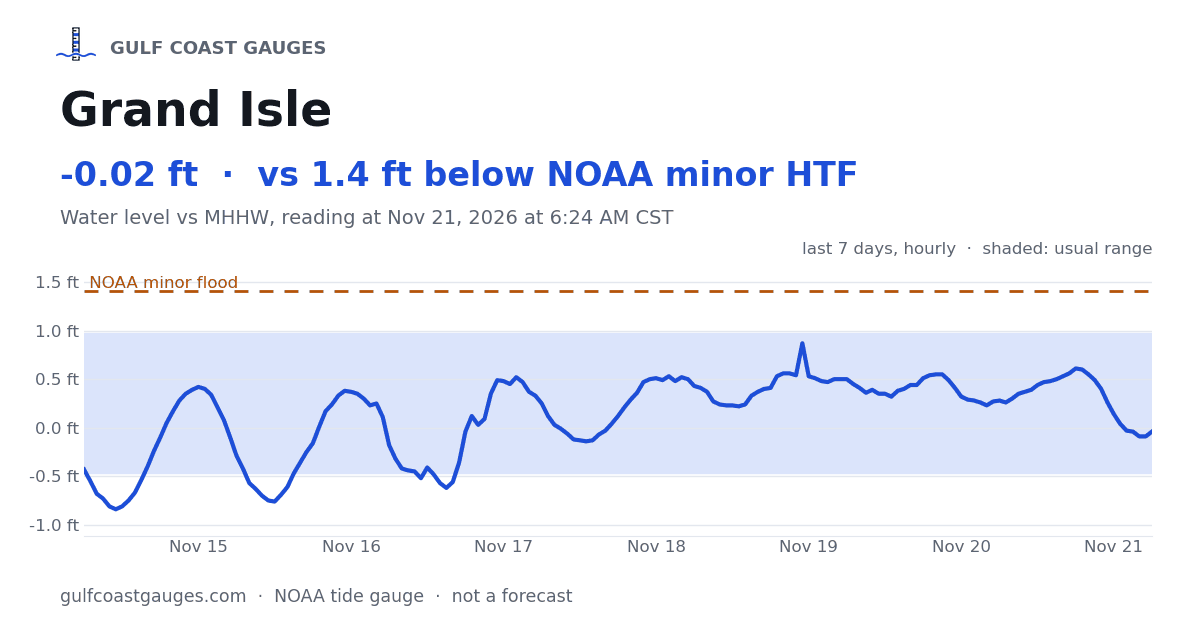 GULF COAST GAUGES
Grand Isle
-0.02 ft · vs 1.4 ft below NOAA minor HTF
Water level vs MHHW, reading at Nov 21, 2026 at 6:24 AM CST
last 7 days, hourly · shaded: usual range
1.5 ft
NOAA minor flood
1.0 ft
0.5 ft
0.0 ft
-0.5 ft
-1.0 ft
Nov 15 Nov 16 Nov 17 Nov 18 Nov 19 Nov 20 Nov 21
gulfcoastgauges.com · NOAA tide gauge · not a forecast